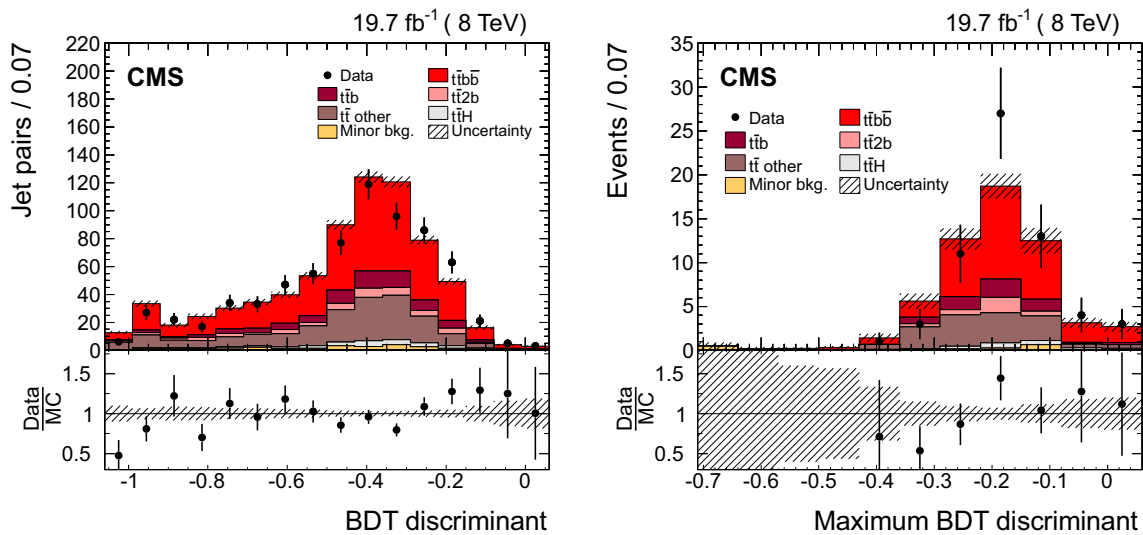 19.7 fb⁻¹ ( 8 TeV)
CMS
Data
tt̄bb̄
tt̄b
tt̄2b
tt̄ other
tt̄H
Minor bkg.
Uncertainty
Jet pairs / 0.07
220
200
180
160
140
120
100
80
60
40
20
0
Data
MC
1.5
1
0.5
-1 -0.8 -0.6 -0.4 -0.2 0
BDT discriminant
19.7 fb⁻¹ ( 8 TeV)
CMS
Data
tt̄bb̄
tt̄b
tt̄2b
tt̄ other
tt̄H
Minor bkg.
Uncertainty
Events / 0.07
35
30
25
20
15
10
5
0
Data
MC
1.5
1
0.5
-0.7 -0.6 -0.5 -0.4 -0.3 -0.2 -0.1 0
Maximum BDT discriminant